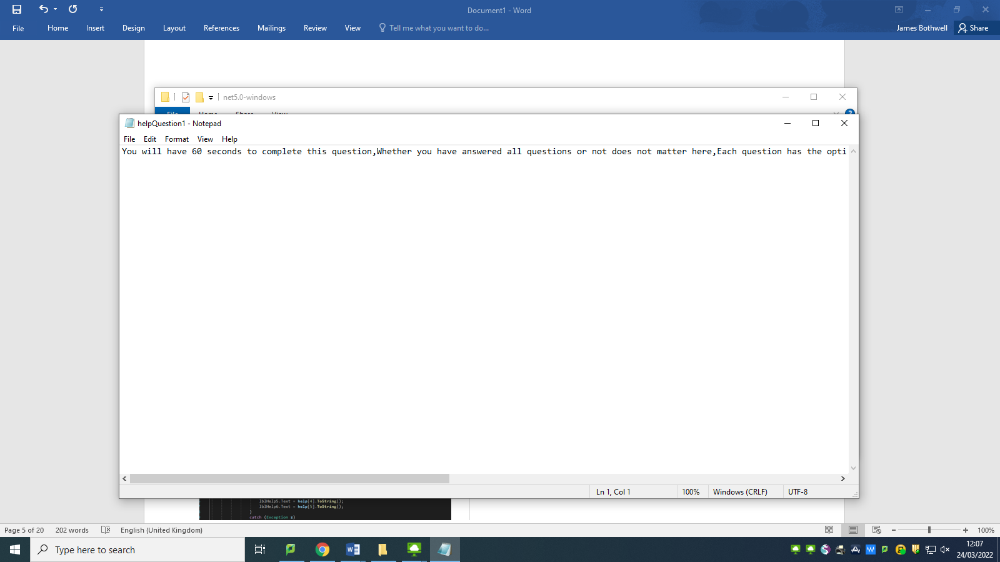 Document1 - Word
File Home Insert Design Layout References Mailings Review View Tell me what you want to do... James Bothwell Share
net5.0-windows
File Home Share View
helpQuestion1 - Notepad
File Edit Format View Help
You will have 60 seconds to complete this question,Whether you have answered all questions or not does not matter here,Each question has the opti
Ln 1, Col 1 100% Windows (CRLF) UTF-8
lblHelp5.Text = help[4].ToString();
lblHelp6.Text = help[5].ToString();
}
catch (Exception x)
Page 5 of 20 202 words English (United Kingdom) 100%
Type here to search
12:07
24/03/2022